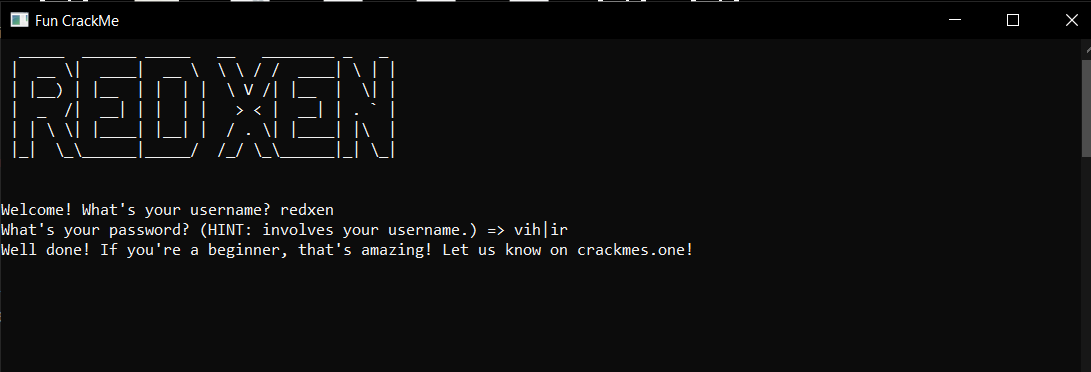 Fun CrackMe
REDXEN
Welcome! What's your username? redxen
What's your password? (HINT: involves your username.) => vih|ir
Well done! If you're a beginner, that's amazing! Let us know on crackmes.one!